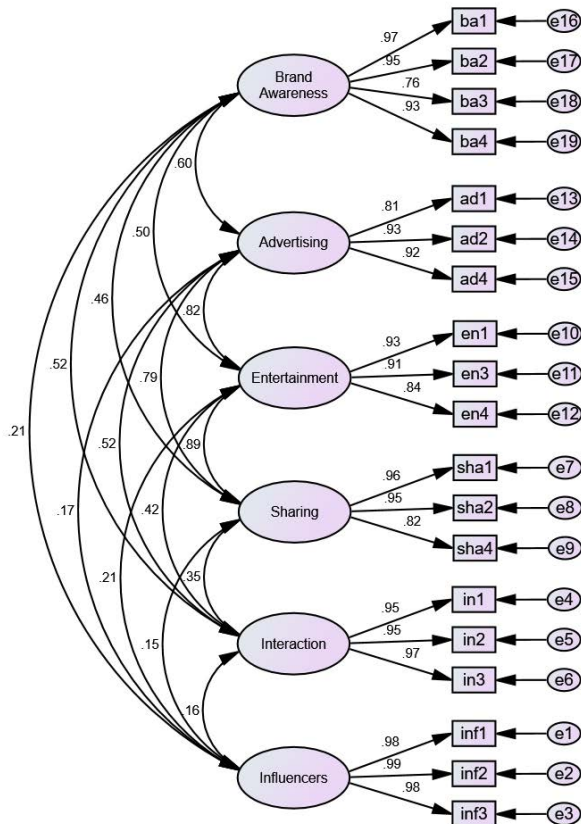 .97 ba1 e16
.95 ba2 e17
Brand
Awareness
.76 ba3 e18
.93 ba4 e19
.60
.81 ad1 e13
.50
Advertising .93 ad2 e14
.92 ad4 e15
.46
.82
.93 en1 e10
.52
.79
Entertainment .91 en3 e11
.84 en4 e12
.21
.52
.89
.96 sha1 e7
.17
.42
Sharing .95 sha2 e8
.82 sha4 e9
.21
.35
.95 in1 e4
.15
Interaction .95 in2 e5
.97 in3 e6
.16
.98 inf1 e1
Influencers .99 inf2 e2
.98 inf3 e3